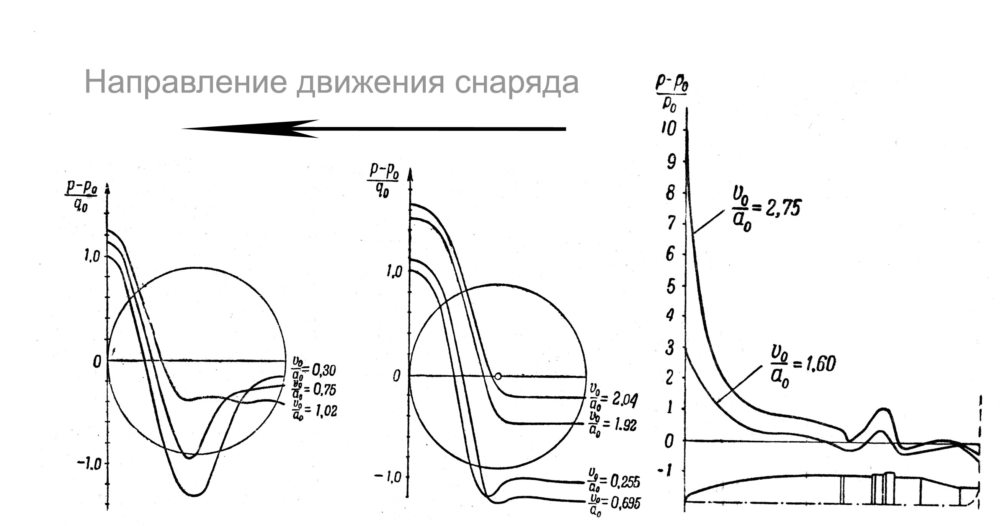 Направление движения снаряда
p-p₀
q₀
1,0
0
-1.0
v₀/a₀ = 0,30
v₀/a₀ = 0,75
v₀/a₀ = 1,02
p-p₀
q₀
1,0
0
-1,0
v₀/a₀ = 2.04
v₀/a₀ = 1.92
v₀/a₀ = 0,255
v₀/a₀ = 0,695
p-p₀
p₀
10
9
8
7
6
5
4
3
2
1
0
-1
v₀/a₀ = 2,75
v₀/a₀ = 1.60